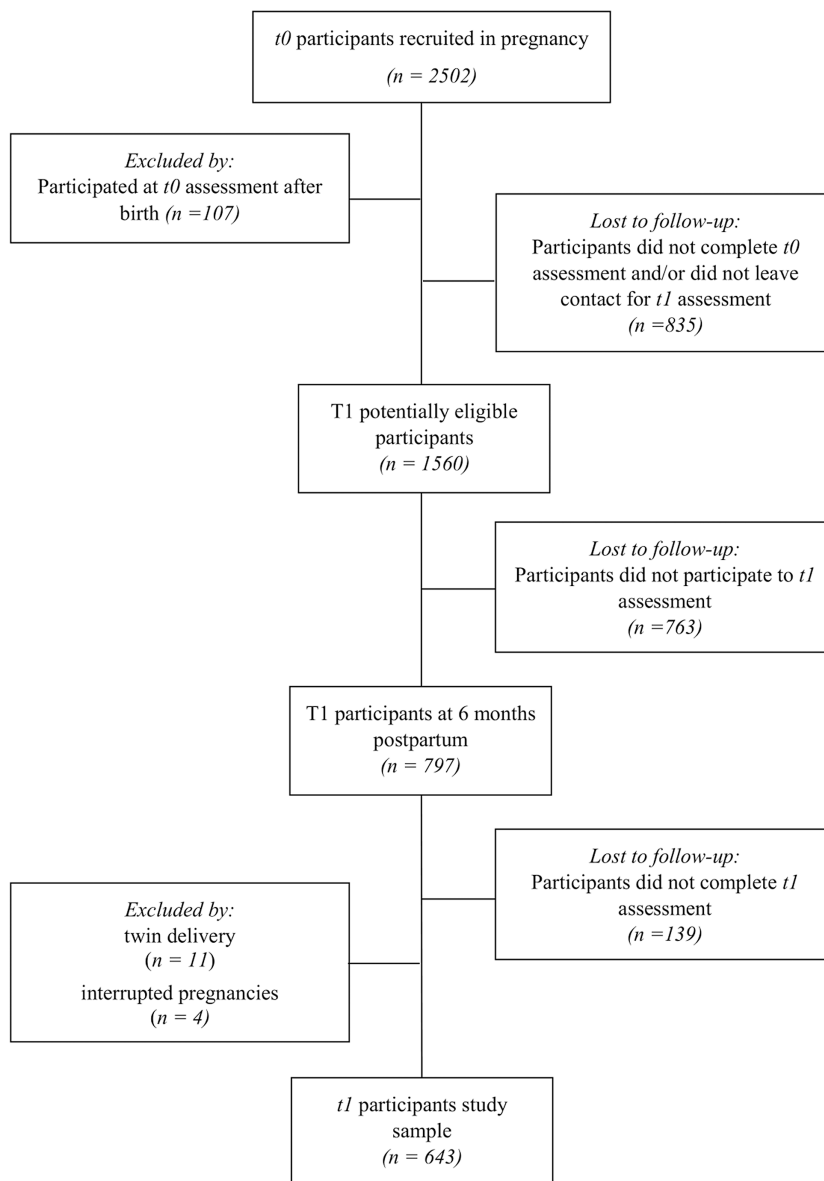 t0 participants recruited in pregnancy
(n = 2502)
Excluded by:
Participated at t0 assessment after
birth (n =107)
Lost to follow-up:
Participants did not complete t0
assessment and/or did not leave
contact for t1 assessment
(n =835)
T1 potentially eligible
participants
(n = 1560)
Lost to follow-up:
Participants did not participate to t1
assessment
(n =763)
T1 participants at 6 months
postpartum
(n = 797)
Lost to follow-up:
Participants did not complete t1
assessment
(n =139)
Excluded by:
twin delivery
(n = 11)
interrupted pregnancies
(n = 4)
t1 participants study
sample
(n = 643)